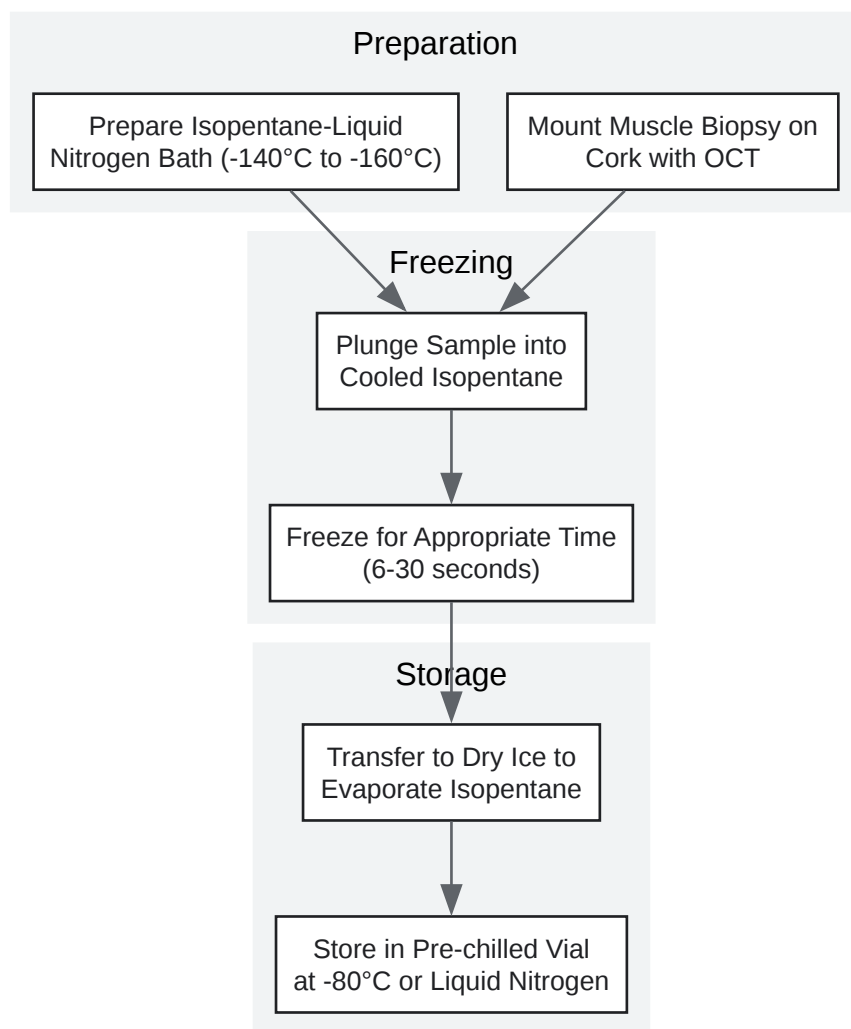 Preparation
Prepare Isopentane-Liquid
Nitrogen Bath (-140°C to -160°C)
Mount Muscle Biopsy on
Cork with OCT
Freezing
Plunge Sample into
Cooled Isopentane
Freeze for Appropriate Time
(6-30 seconds)
Storage
Transfer to Dry Ice to
Evaporate Isopentane
Store in Pre-chilled Vial
at -80°C or Liquid Nitrogen